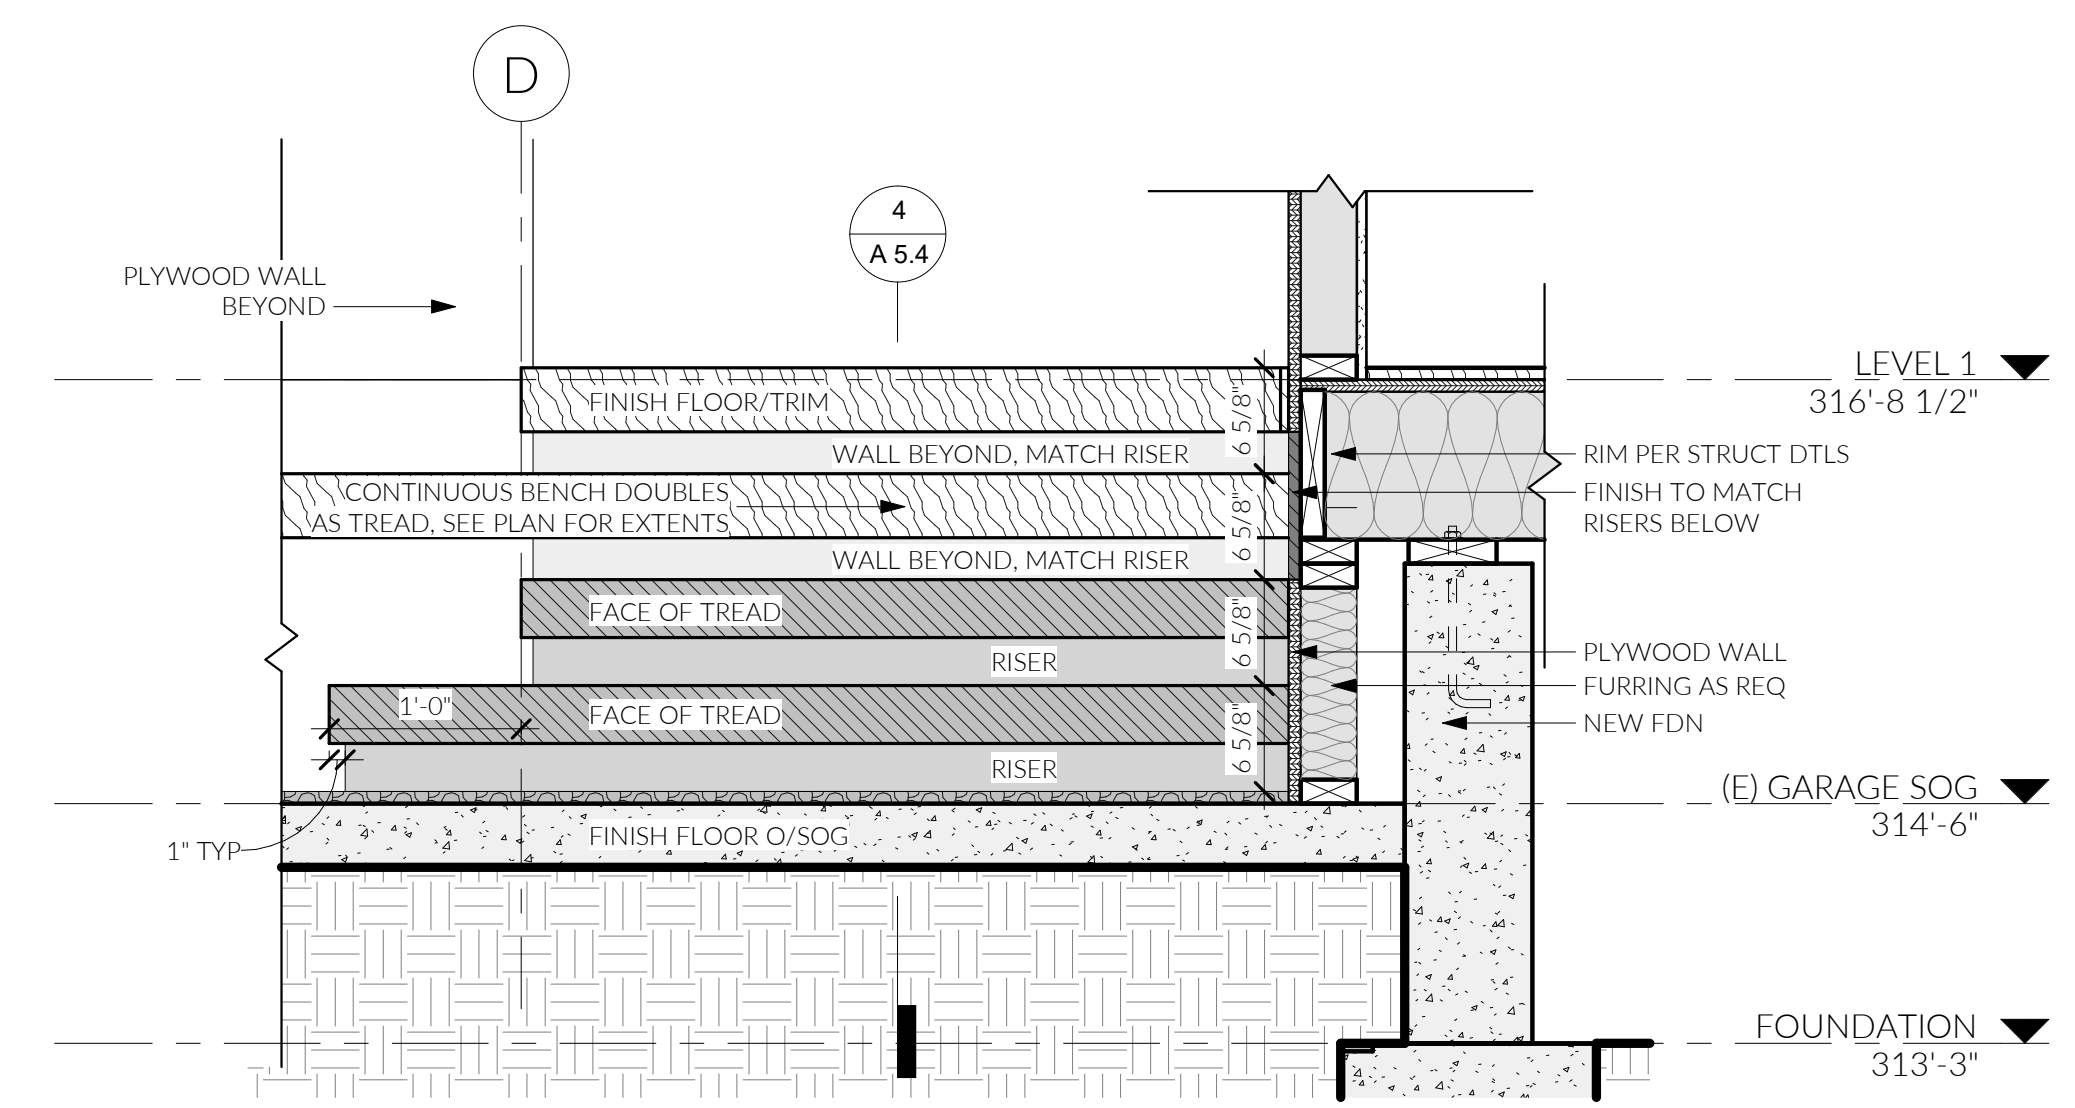 D
4
A 5.4
PLYWOOD WALL
BEYOND
LEVEL 1
316'-8 1/2"
FINISH FLOOR/TRIM
6 5/8"
WALL BEYOND, MATCH RISER
RIM PER STRUCT DTLS
CONTINUOUS BENCH DOUBLES
AS TREAD, SEE PLAN FOR EXTENTS
6 5/8"
FINISH TO MATCH
RISERS BELOW
WALL BEYOND, MATCH RISER
FACE OF TREAD
6 5/8"
RISER
PLYWOOD WALL
FURRING AS REQ
1'-0"
FACE OF TREAD
NEW FDN
6 5/8"
RISER
(E) GARAGE SOG
314'-6"
1" TYP
FINISH FLOOR O/SOG
FOUNDATION
313'-3"